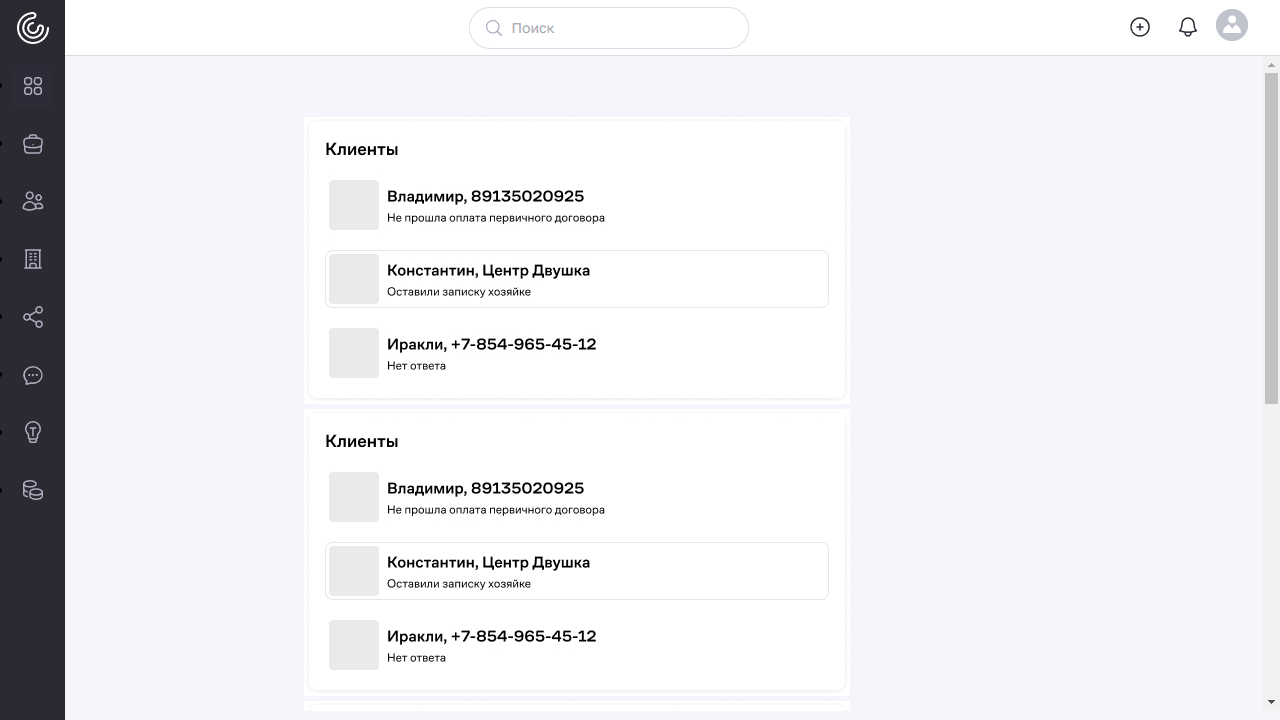 Поиск
Клиенты
Владимир, 89135020925
Не прошла оплата первичного договора
Константин, Центр Двушка
Оставили записку хозяйке
Иракли, +7-854-965-45-12
Нет ответа
Клиенты
Владимир, 89135020925
Не прошла оплата первичного договора
Константин, Центр Двушка
Оставили записку хозяйке
Иракли, +7-854-965-45-12
Нет ответа